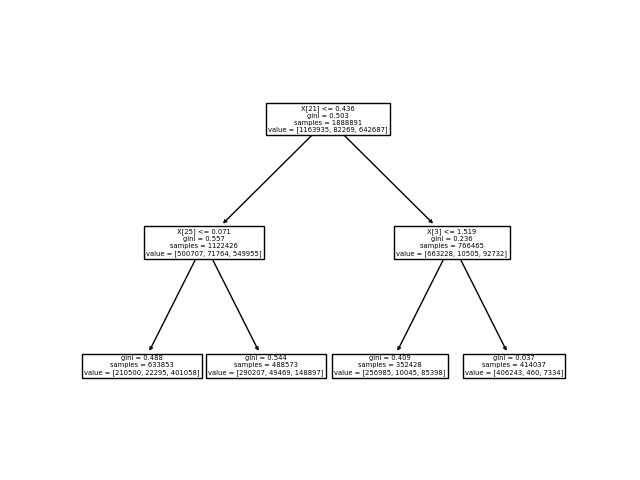 X[21] <= 0.436
gini = 0.503
samples = 1888891
value = [1163935, 82269, 642687]
X[25] <= 0.071
gini = 0.557
samples = 1122426
value = [500707, 71764, 549955]
X[3] <= 1.519
gini = 0.236
samples = 766465
value = [663228, 10505, 92732]
gini = 0.488
samples = 633853
value = [210500, 22295, 401058]
gini = 0.544
samples = 488573
value = [290207, 49469, 148897]
gini = 0.409
samples = 352428
value = [256985, 10045, 85398]
gini = 0.037
samples = 414037
value = [406243, 460, 7334]